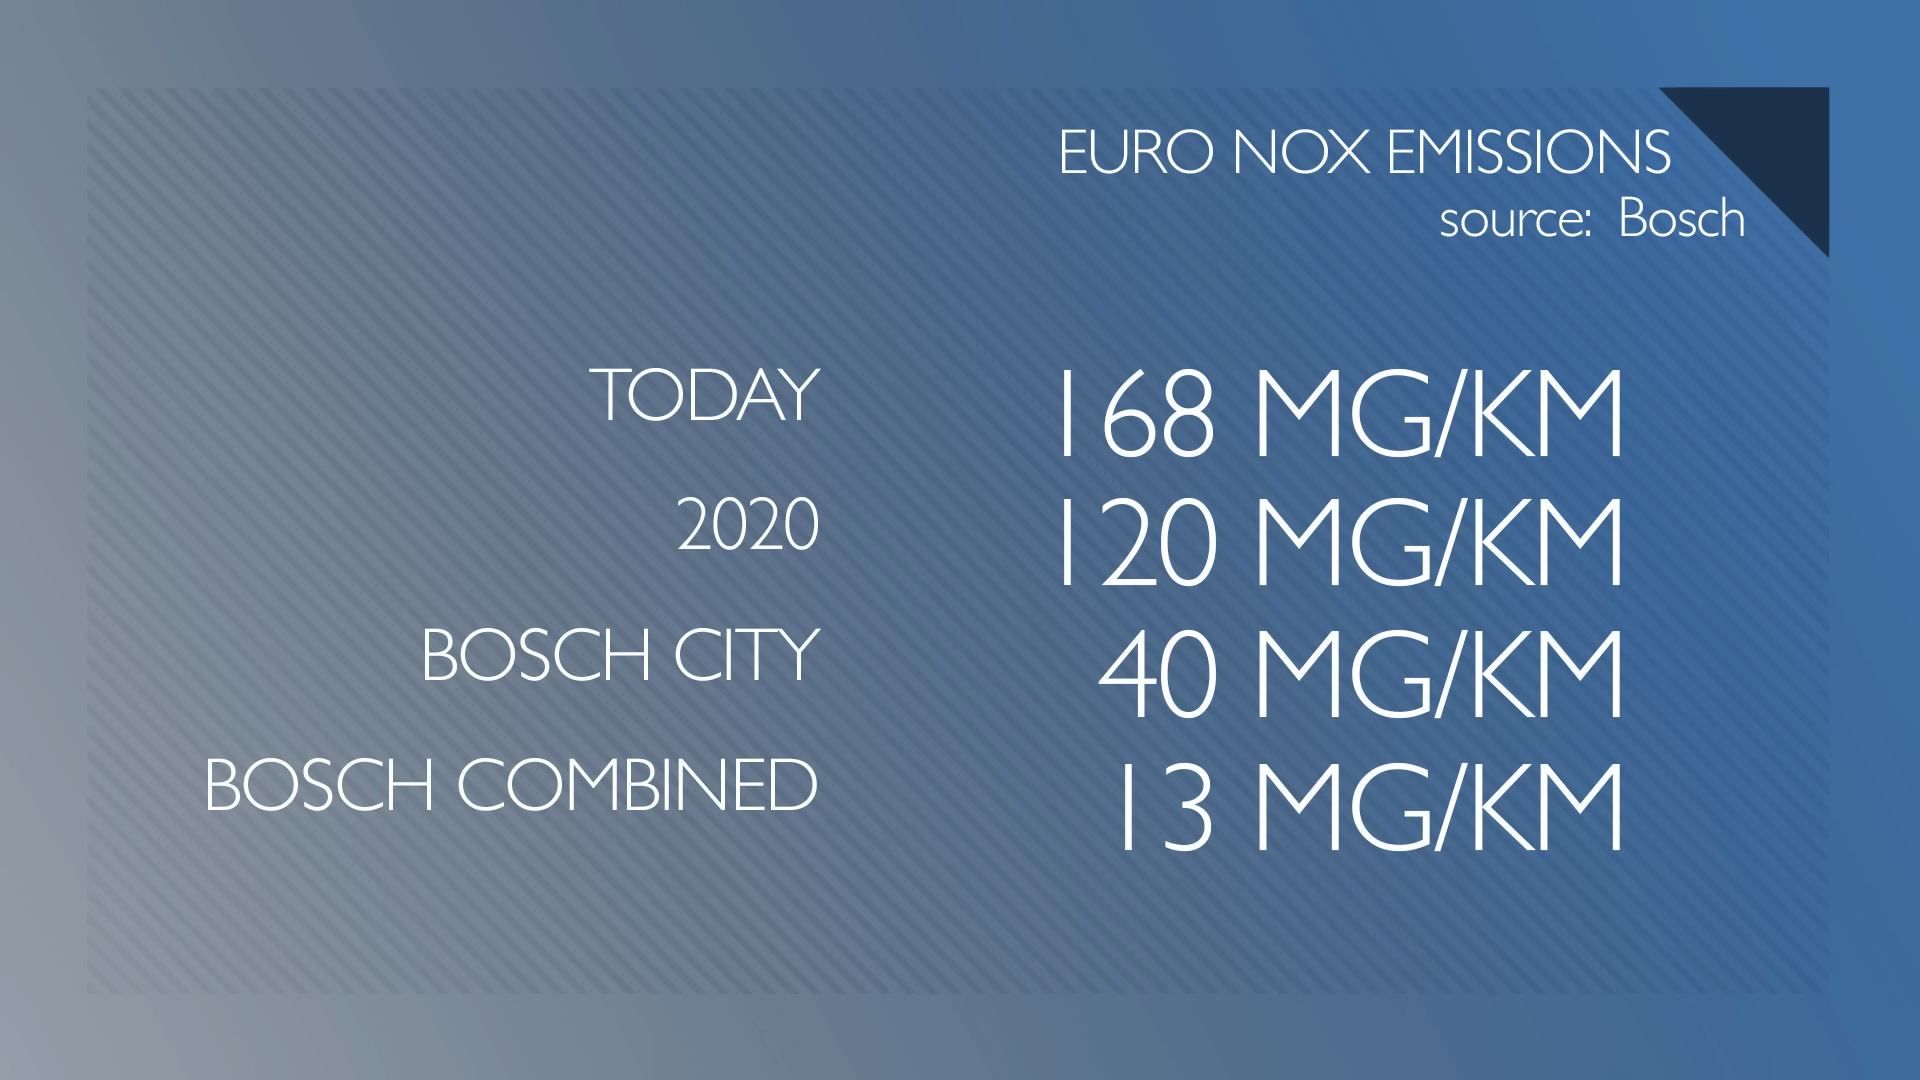 EURO NOX EMISSIONS
source: Bosch
TODAY 168 MG/KM
2020 120 MG/KM
BOSCH CITY 40 MG/KM
BOSCH COMBINED 13 MG/KM